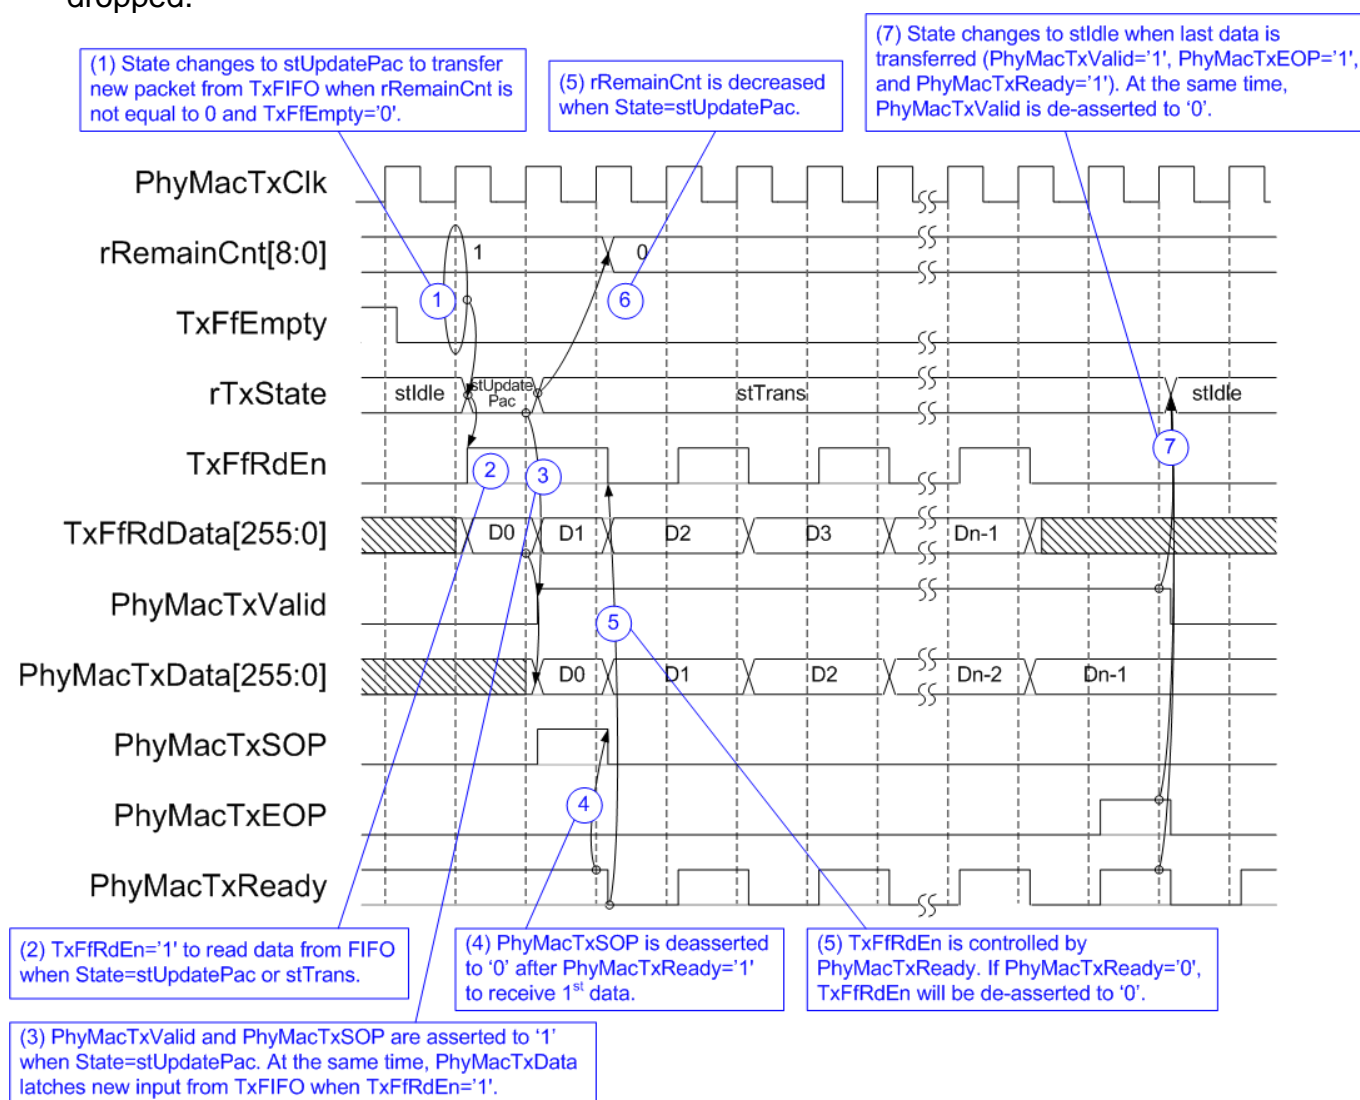 dropped.
(1) State changes to stUpdatePac to transfer
new packet from TxFIFO when rRemainCnt is
not equal to 0 and TxFfEmpty='0'.
(5) rRemainCnt is decreased
when State=stUpdatePac.
(7) State changes to stIdle when last data is
transferred (PhyMacTxValid='1', PhyMacTxEOP='1',
and PhyMacTxReady='1'). At the same time,
PhyMacTxValid is de-asserted to ‘0’.
PhyMacTxClk
rRemainCnt[8:0]
1
0
1
6
TxFfEmpty
rTxState
stIdle
stUpdate
Pac
stTrans
stIdle
TxFfRdEn
2
3
7
TxFfRdData[255:0]
D0
D1
D2
D3
Dn-1
PhyMacTxValid
5
PhyMacTxData[255:0]
D0
D1
D2
Dn-2
Dn-1
PhyMacTxSOP
PhyMacTxEOP
4
PhyMacTxReady
(2) TxFfRdEn='1' to read data from FIFO
when State=stUpdatePac or stTrans.
(4) PhyMacTxSOP is deasserted
to ‘0’ after PhyMacTxReady='1'
to receive 1st data.
(5) TxFfRdEn is controlled by
PhyMacTxReady. If PhyMacTxReady='0',
TxFfRdEn will be de-asserted to ‘0’.
(3) PhyMacTxValid and PhyMacTxSOP are asserted to ‘1’
when State=stUpdatePac. At the same time, PhyMacTxData
latches new input from TxFIFO when TxFfRdEn='1'.